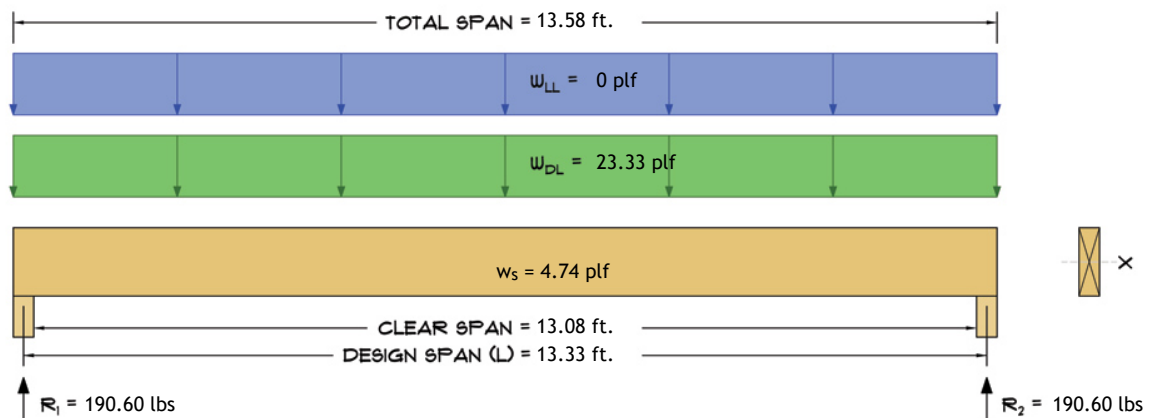 TOTAL SPAN = 13.58 ft.
WLL = 0 plf
WDL = 23.33 plf
ws = 4.74 plf
X
CLEAR SPAN = 13.08 ft.
DESIGN SPAN (L) = 13.33 ft.
R1 = 190.60 lbs
R2 = 190.60 lbs